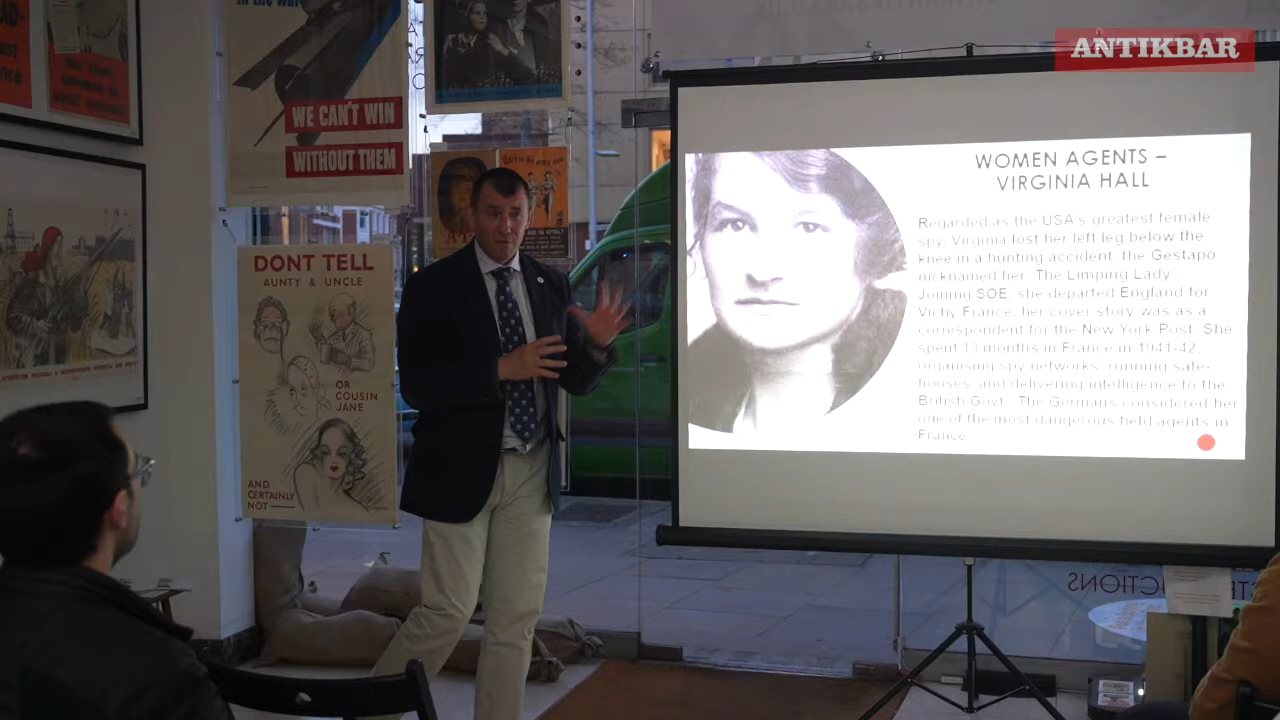 in the war
WE CAN'T WIN
WITHOUT THEM
DONT TELL
AUNTY & UNCLE
OR
COUSIN
JANE
AND
CERTAINLY
NOT
ANTIKBAR
WOMEN AGENTS –
VIRGINIA HALL
Regarded as the USA's greatest female
spy, Virginia lost her left leg below the
knee in a hunting accident, the Gestapo
nicknamed her 'The Limping Lady'.
Joining SOE, she departed England for
Vichy France, her cover story was as a
correspondent for the New York Post. She
spent 13 months in France in 1941-42,
organising spy networks, running safe-
houses, and delivering intelligence to the
British Govt. The Germans considered her
one of the most dangerous field agents in
France